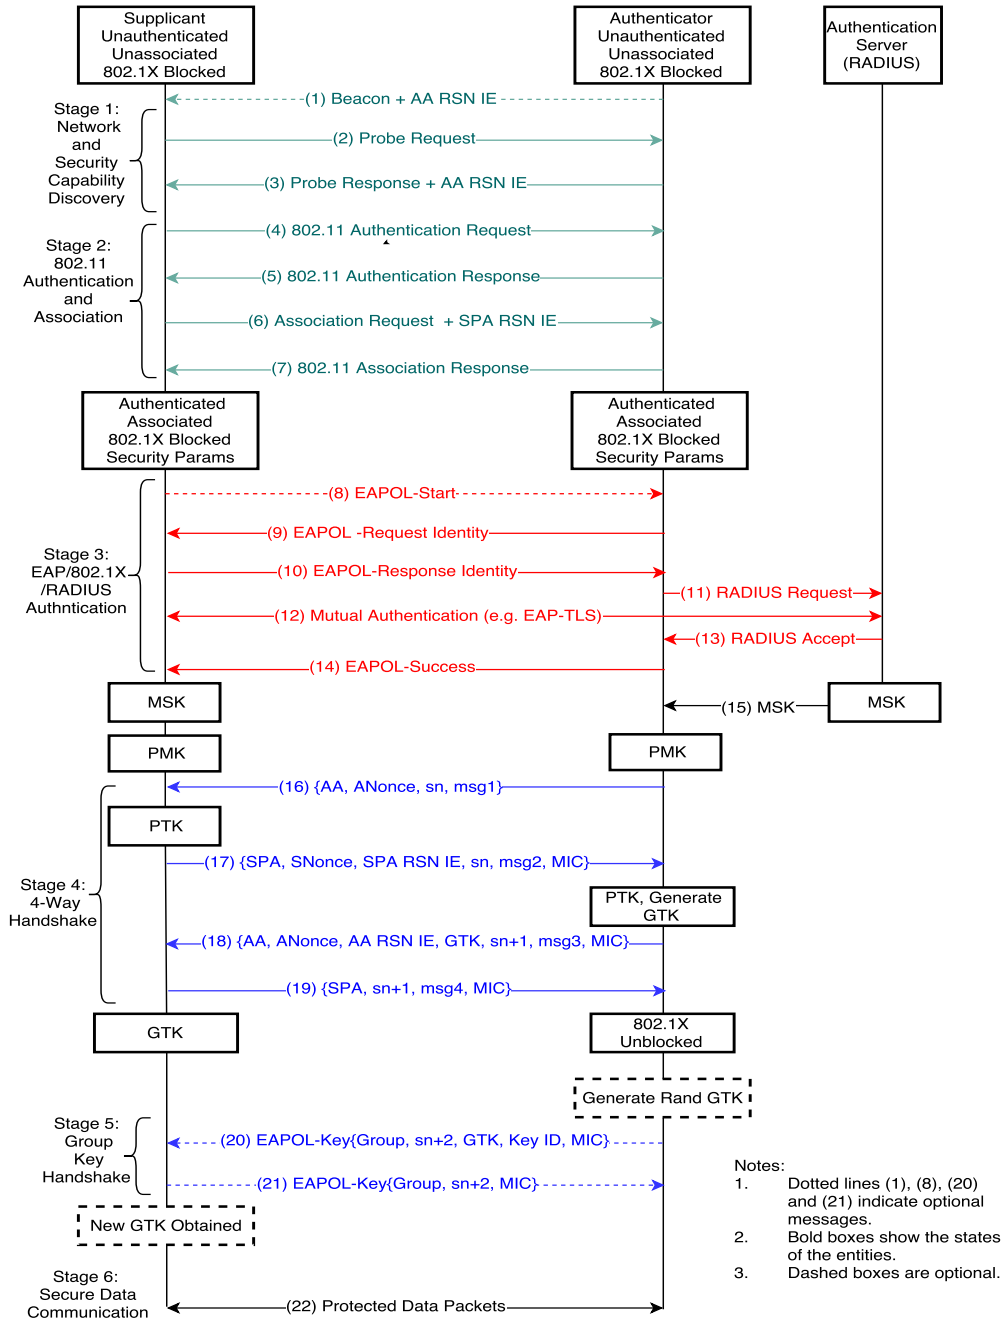 Supplicant
Unauthenticated
Unassociated
802.1X Blocked
Authenticator
Unauthenticated
Unassociated
802.1X Blocked
Authentication
Server
(RADIUS)
Stage 1:
Network
and
Security
Capability
Discovery
(1) Beacon + AA RSN IE
(2) Probe Request
(3) Probe Response + AA RSN IE
Stage 2:
802.11
Authentication
and
Association
(4) 802.11 Authentication Request
(5) 802.11 Authentication Response
(6) Association Request + SPA RSN IE
(7) 802.11 Association Response
Authenticated
Associated
802.1X Blocked
Security Params
Authenticated
Associated
802.1X Blocked
Security Params
Stage 3:
EAP/802.1X
/RADIUS
Authntication
(8) EAPOL-Start
(9) EAPOL -Request Identity
(10) EAPOL-Response Identity
(11) RADIUS Request
(12) Mutual Authentication (e.g. EAP-TLS)
(13) RADIUS Accept
(14) EAPOL-Success
MSK
(15) MSK
MSK
PMK
PMK
Stage 4:
4-Way
Handshake
(16) {AA, ANonce, sn, msg1}
PTK
(17) {SPA, SNonce, SPA RSN IE, sn, msg2, MIC}
PTK, Generate
GTK
(18) {AA, ANonce, AA RSN IE, GTK, sn+1, msg3, MIC}
(19) {SPA, sn+1, msg4, MIC}
GTK
802.1X
Unblocked
Generate Rand GTK
Stage 5:
Group
Key
Handshake
(20) EAPOL-Key{Group, sn+2, GTK, Key ID, MIC}
(21) EAPOL-Key{Group, sn+2, MIC}
New GTK Obtained
Stage 6:
Secure Data
Communication
(22) Protected Data Packets
Notes:
1. Dotted lines (1), (8), (20)
and (21) indicate optional
messages.
2. Bold boxes show the states
of the entities.
3. Dashed boxes are optional.